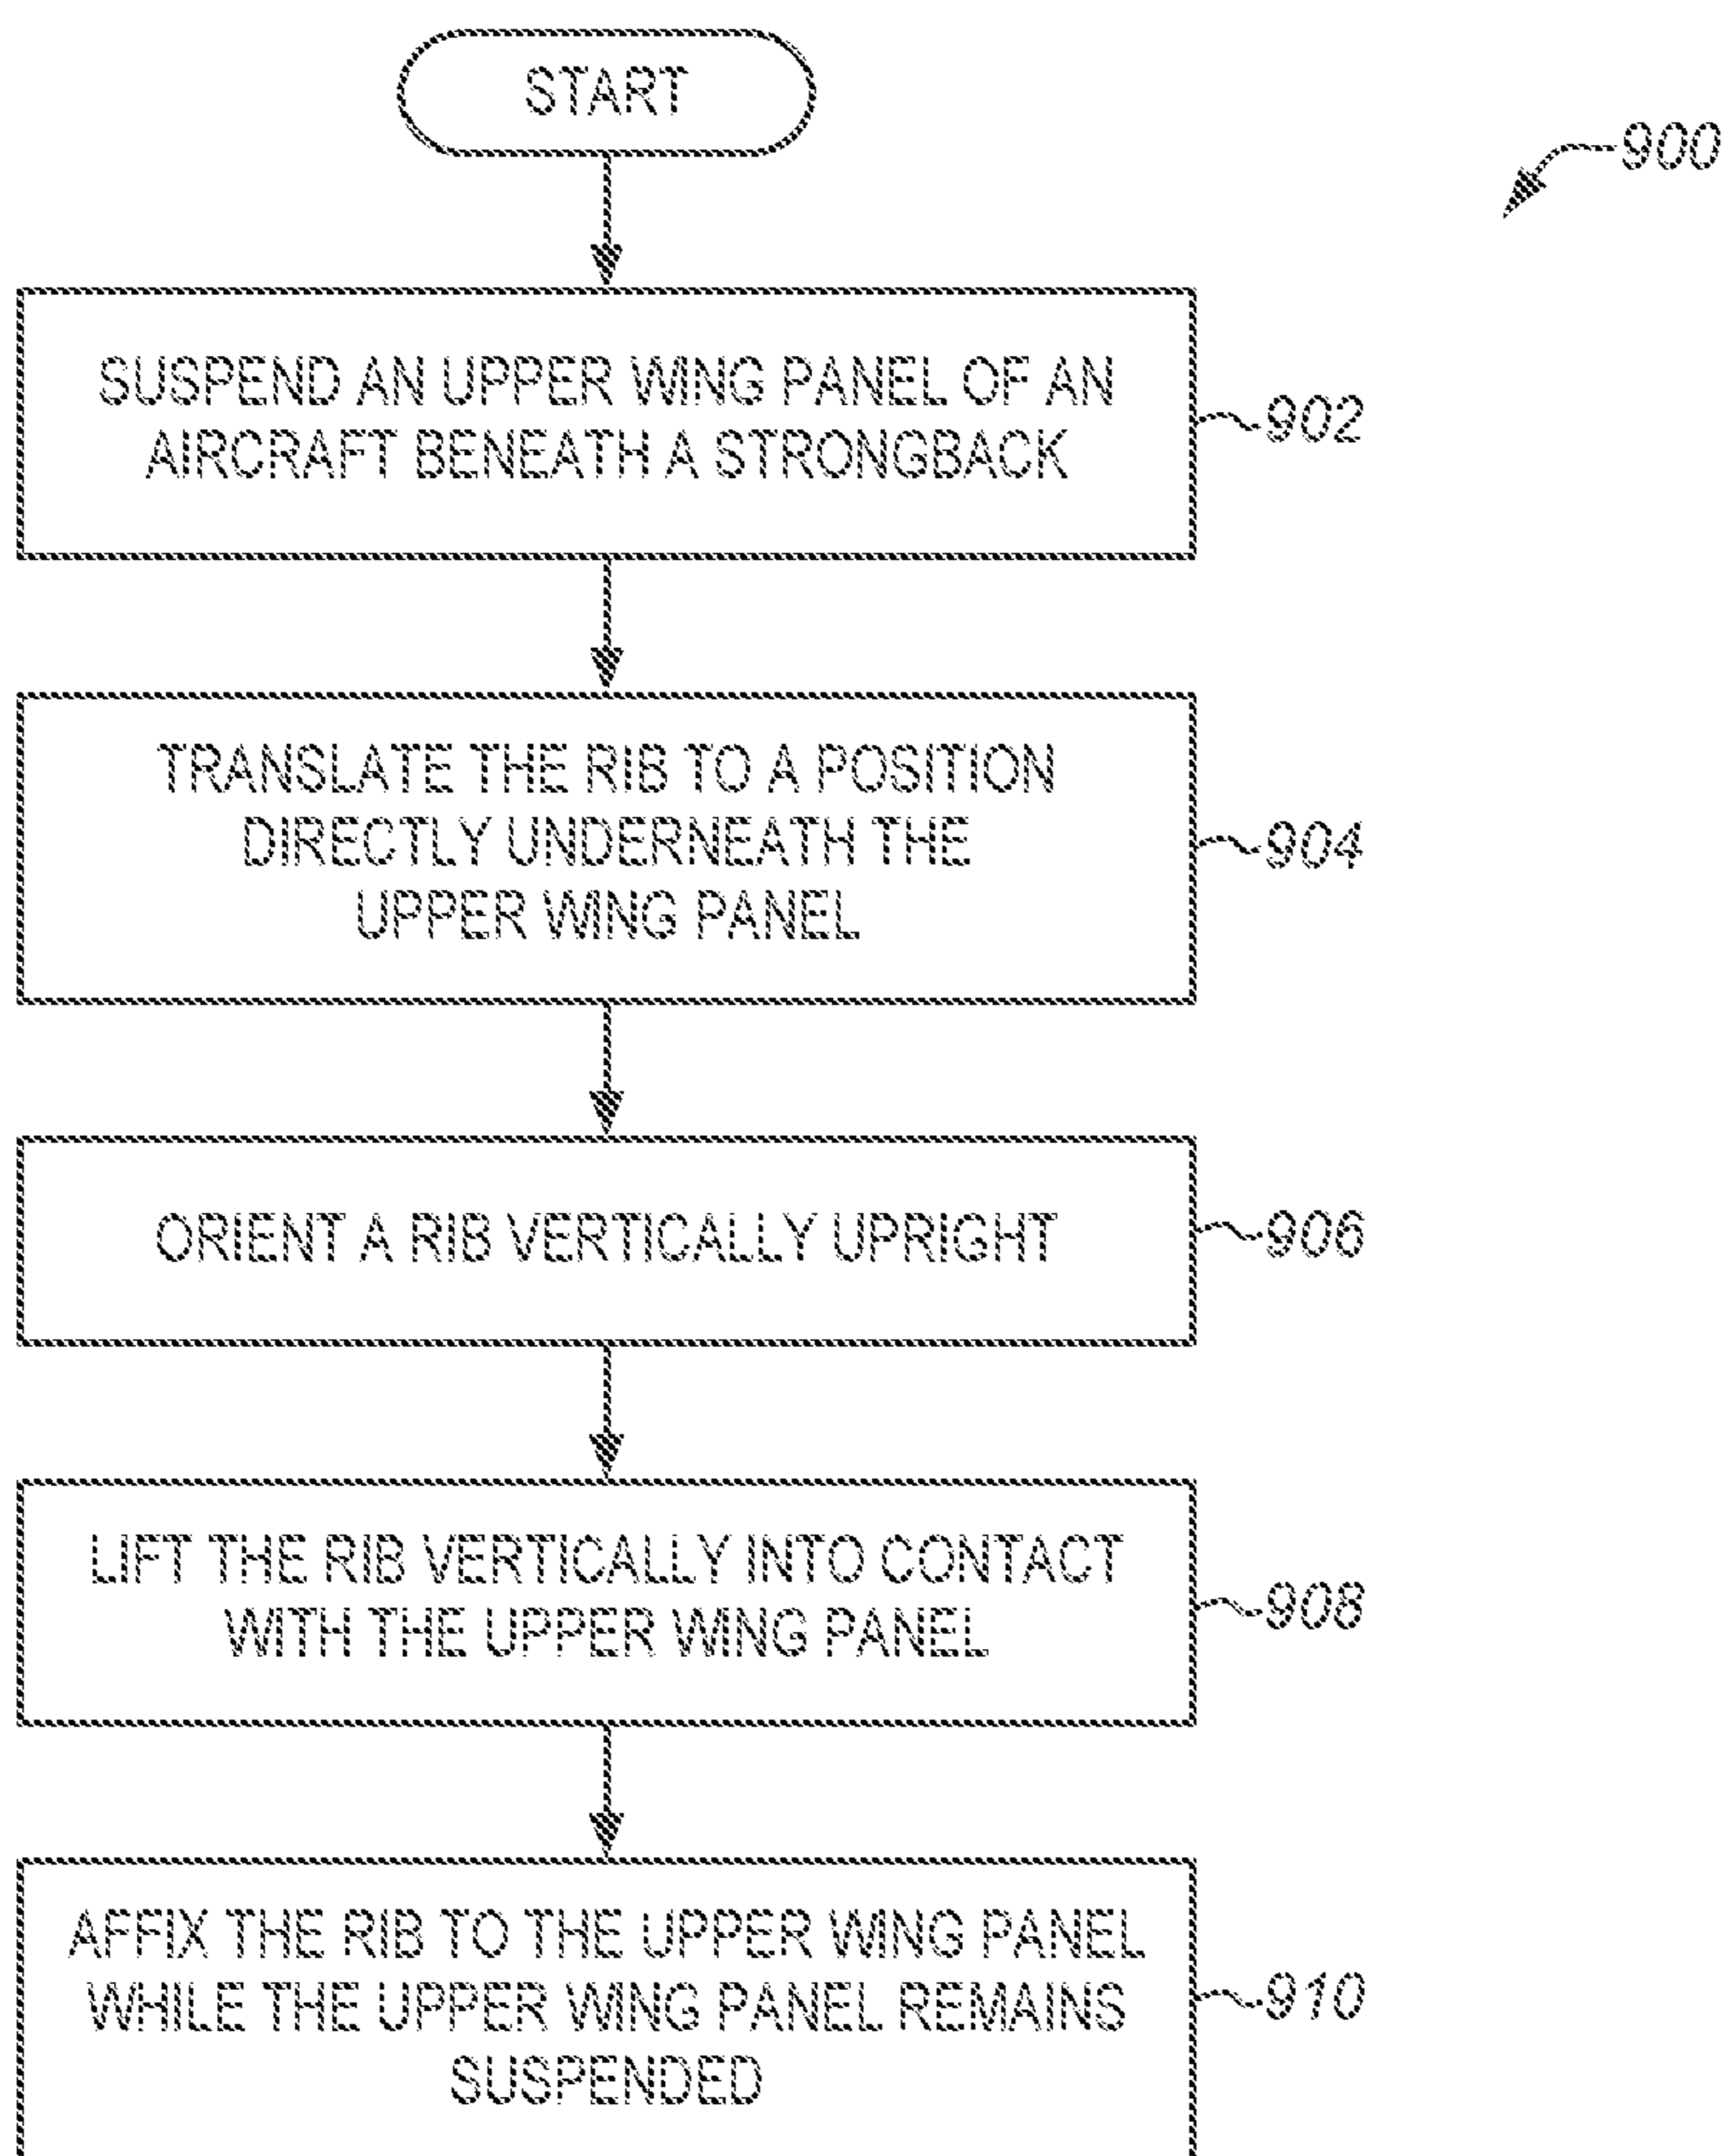 START
900
SUSPEND AN UPPER WING PANEL OF AN
AIRCRAFT BENEATH A STRONGBACK
902
TRANSLATE THE RIB TO A POSITION
DIRECTLY UNDERNEATH THE
UPPER WING PANEL
904
ORIENT A RIB VERTICALLY UPRIGHT
906
LIFT THE RIB VERTICALLY INTO CONTACT
WITH THE UPPER WING PANEL
908
AFFIX THE RIB TO THE UPPER WING PANEL
WHILE THE UPPER WING PANEL REMAINS
SUSPENDED
910